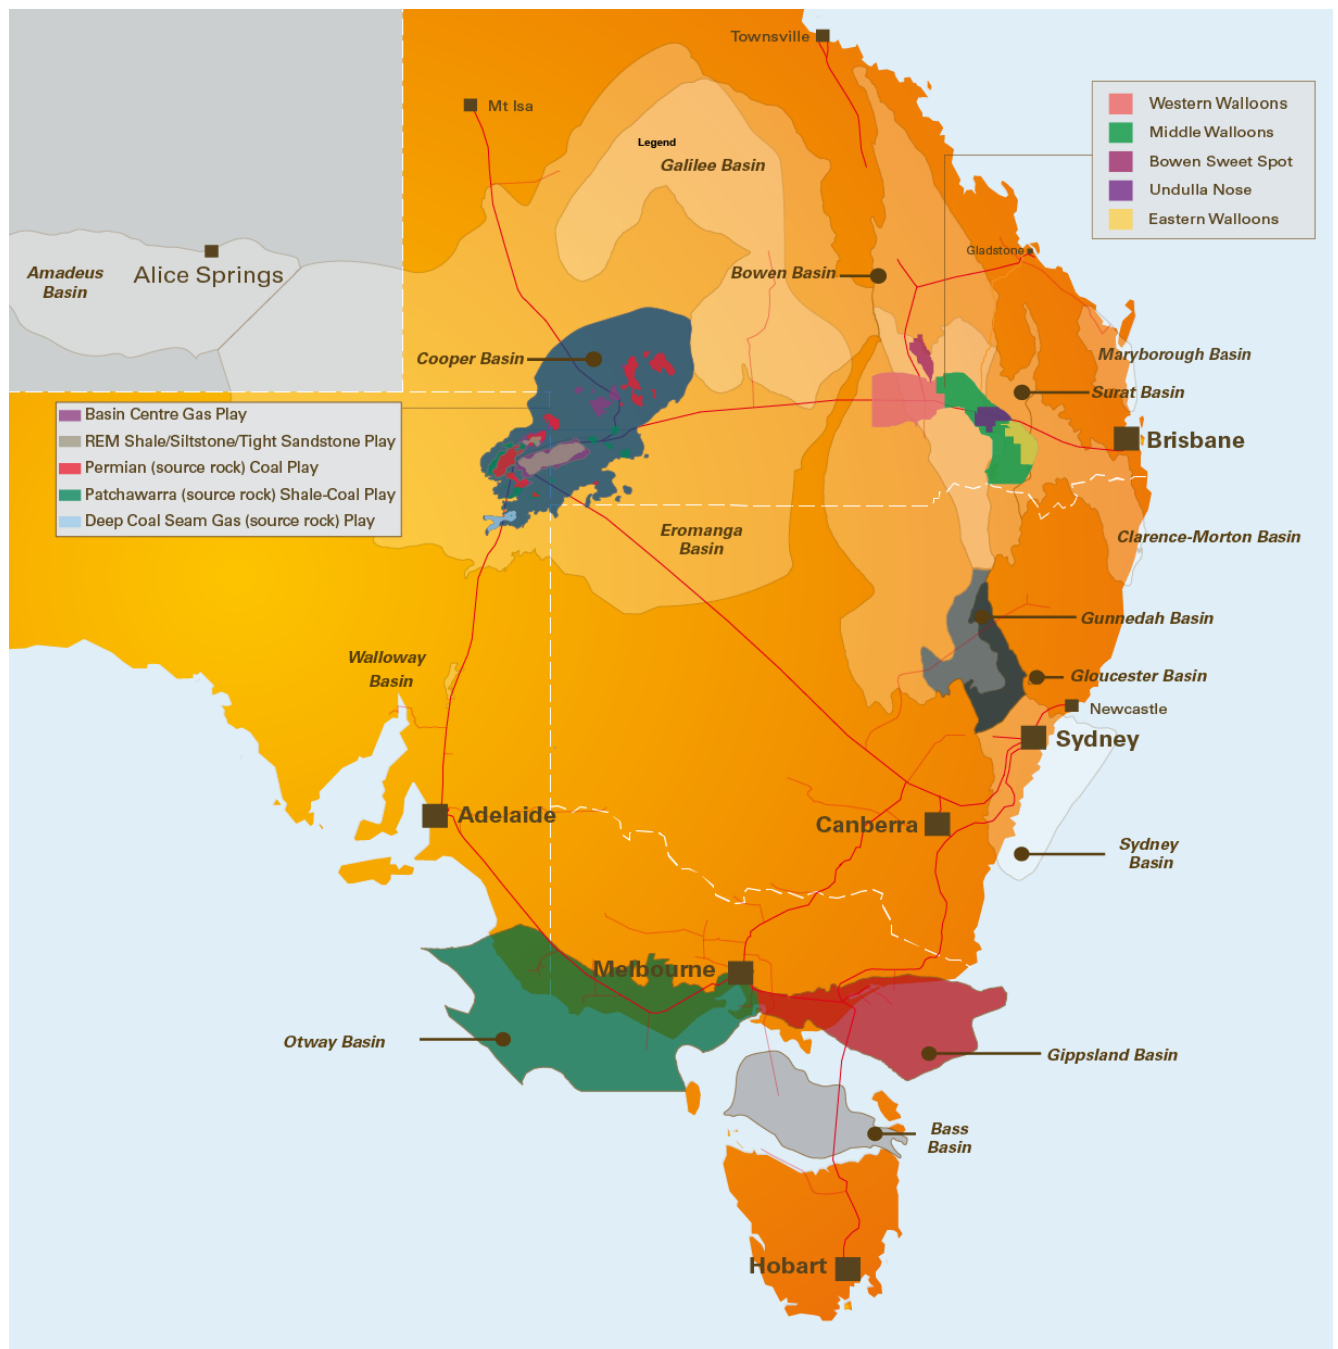 Townsville
Mt Isa
Legend
Galilee Basin
Western Walloons
Middle Walloons
Bowen Sweet Spot
Undulla Nose
Eastern Walloons
Gladstone
Amadeus
Basin
Alice Springs
Bowen Basin
Cooper Basin
Maryborough Basin
Surat Basin
Brisbane
Basin Centre Gas Play
REM Shale/Siltstone/Tight Sandstone Play
Permian (source rock) Coal Play
Patchawarra (source rock) Shale-Coal Play
Deep Coal Seam Gas (source rock) Play
Eromanga
Basin
Clarence-Morton Basin
Gunnedah Basin
Walloway
Basin
Gloucester Basin
Newcastle
Sydney
Adelaide
Canberra
Sydney
Basin
Melbourne
Otway Basin
Gippsland Basin
Bass
Basin
Hobart